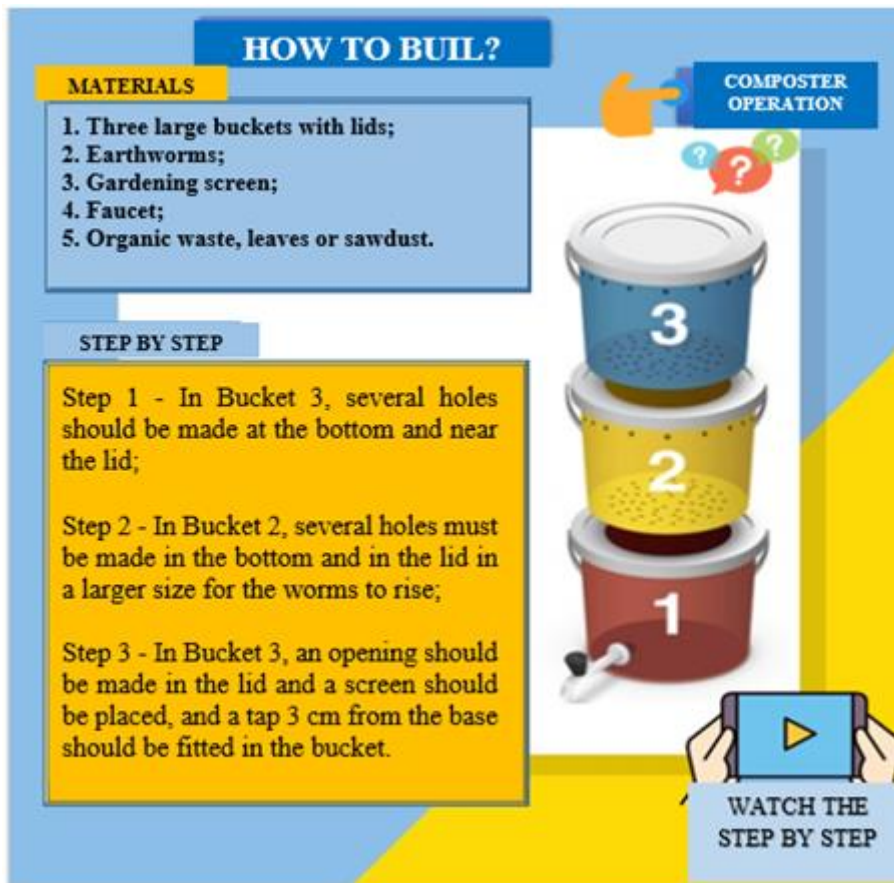 HOW TO BUIL?
MATERIALS
1. Three large buckets with lids;
2. Earthworms;
3. Gardening screen;
4. Faucet;
5. Organic waste, leaves or sawdust.
COMPOSTER
OPERATION
? ? ?
3
2
1
STEP BY STEP
Step 1 - In Bucket 3, several holes
should be made at the bottom and near
the lid;
Step 2 - In Bucket 2, several holes must
be made in the bottom and in the lid in
a larger size for the worms to rise;
Step 3 - In Bucket 3, an opening should
be made in the lid and a screen should
be placed, and a tap 3 cm from the base
should be fitted in the bucket.
WATCH THE
STEP BY STEP